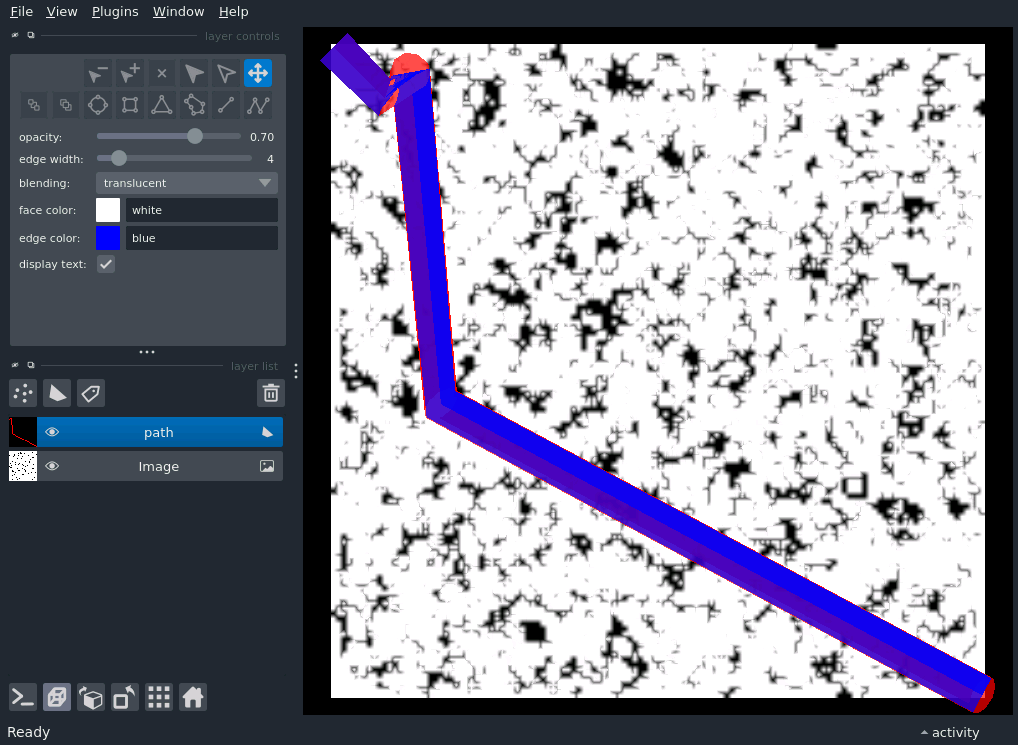 File View Plugins Window Help
layer controls
opacity: 0.70
edge width: 4
blending: translucent
face color: white
edge color: blue
display text:
layer list
path
Image
Ready
activity